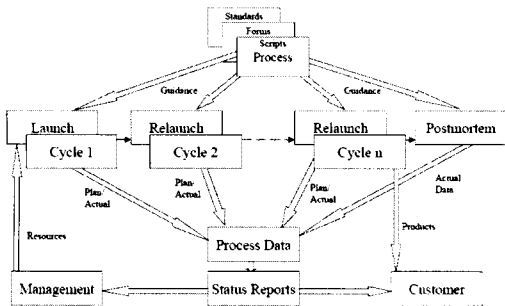 Standards
Forms
Scripts
Process
Guidance
Guidance
Launch
Relaunch
Relaunch
Postmortem
Cycle 1
Cycle 2
Cycle n
Plan/
Actual
Plan/
Actual
Plan/
Actual
Actual
Data
Resources
Products
Process Data
Management
Status Reports
Customer